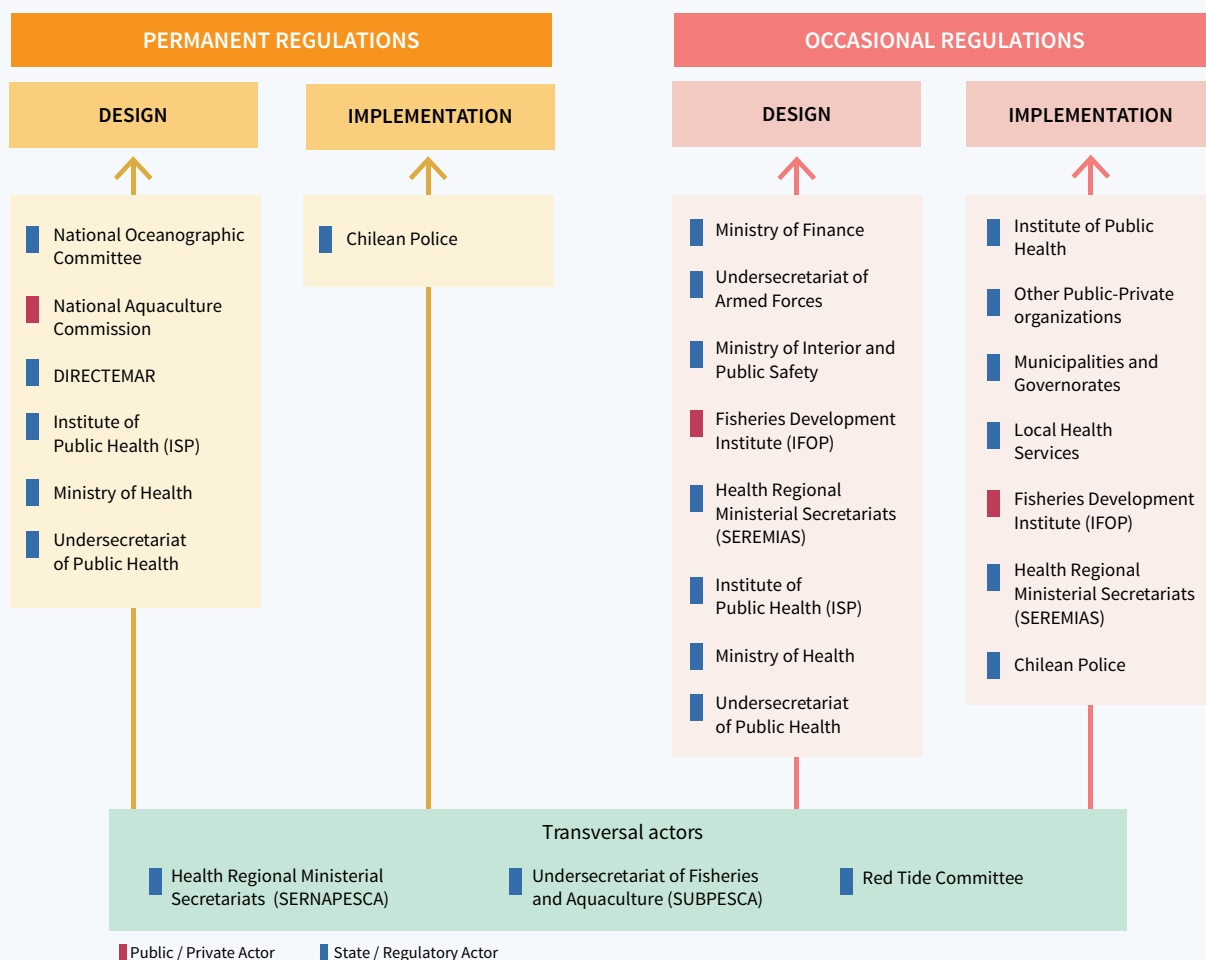 PERMANENT REGULATIONS
DESIGN
National Oceanographic
Committee
National Aquaculture
Commission
DIRECTEMAR
Institute of
Public Health (ISP)
Ministry of Health
Undersecretariat
of Public Health
IMPLEMENTATION
Chilean Police
OCCASIONAL REGULATIONS
DESIGN
Ministry of Finance
Undersecretariat of
Armed Forces
Ministry of Interior and
Public Safety
Fisheries Development
Institute (IFOP)
Health Regional
Ministerial Secretariats
(SEREMIAS)
Institute of
Public Health (ISP)
Ministry of Health
Undersecretariat
of Public Health
IMPLEMENTATION
Institute of Public
Health
Other Public-Private
organizations
Municipalities and
Governorates
Local Health
Services
Fisheries Development
Institute (IFOP)
Health Regional
Ministerial Secretariats
(SEREMIAS)
Chilean Police
Transversal actors
Health Regional Ministerial
Secretariats (SERNAPESCA)
Undersecretariat of Fisheries
and Aquaculture (SUBPESCA)
Red Tide Committee
Public / Private Actor
State / Regulatory Actor